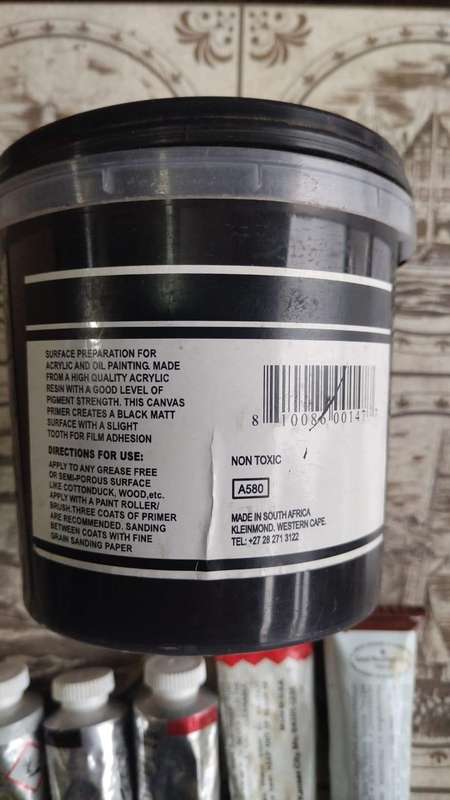 SURFACE PREPARATION FOR
ACRYLIC AND OIL PAINTING. MADE
FROM A HIGH QUALITY ACRYLIC
RESIN WITH A GOOD LEVEL OF
PIGMENT STRENGTH. THIS CANVAS
PRIMER CREATES A BLACK MATT
SURFACE WITH A SLIGHT
TOOTH FOR FILM ADHESION
DIRECTIONS FOR USE:
APPLY TO ANY GREASE FREE
OR SEMI-POROUS SURFACE
LIKE COTTONDUCK, WOOD,etc.
APPLY WITH A PAINT ROLLER/
BRUSH.THREE COATS OF PRIMER
ARE RECOMMENDED. SANDING
BETWEEN COATS WITH FINE
GRAIN SANDING PAPER
8 10086 00147 7
NON TOXIC
A580
MADE IN SOUTH AFRICA
KLEINMOND. WESTERN CAPE.
TEL: +27 28 271 3122